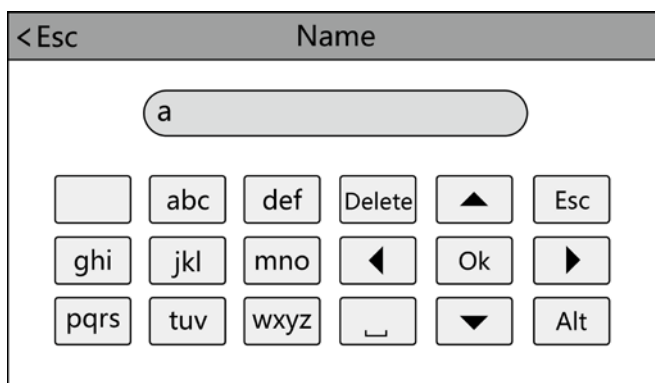 <Esc Name
a
abc def Delete ▲ Esc
ghi jkl mno ◀ Ok ▶
pqrs tuv wxyz ⎵ ▼ Alt